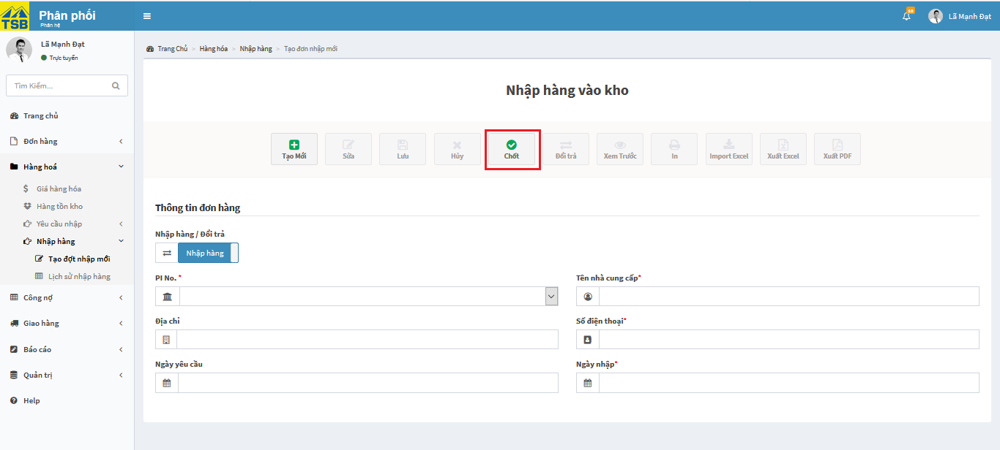 TSB
Phân phối
Phân hệ
10
Lã Mạnh Đạt
Lã Mạnh Đạt
Trực tuyến
Tìm Kiếm...
Trang chủ
Đơn hàng
Hàng hoá
Giá hàng hóa
Hàng tồn kho
Yêu cầu nhập
Nhập hàng
Tạo đợt nhập mới
Lịch sử nhập hàng
Công nợ
Giao hàng
Báo cáo
Quản trị
Help
Trang Chủ > Hàng hóa > Nhập hàng > Tạo đơn nhập mới
Nhập hàng vào kho
Tạo Mới Sửa Lưu Hủy Chốt Đổi trả Xem Trước In Import Excel Xuất Excel Xuất PDF
Thông tin đơn hàng
Nhập hàng / Đổi trả
Nhập hàng
PI No. * Tên nhà cung cấp*
Địa chỉ Số điện thoại*
Ngày yêu cầu Ngày nhập*